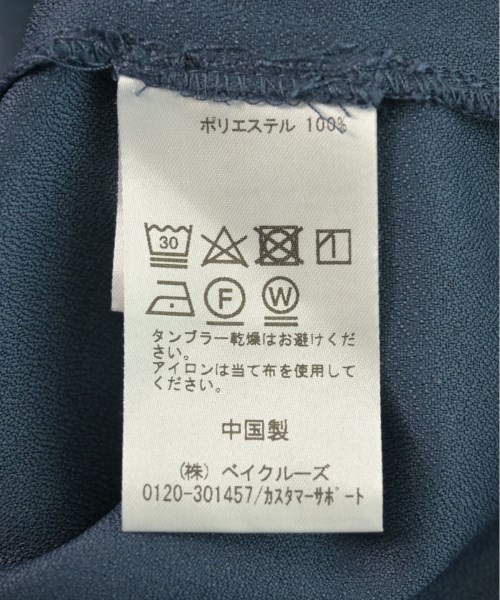 ポリエステル 100%
30
F W
タンブラー乾燥はお避けくだ
さい。
アイロンは当て布を使用して
ください。
中国製
(株) ベイクルーズ
0120-301457/カスタマーサポート